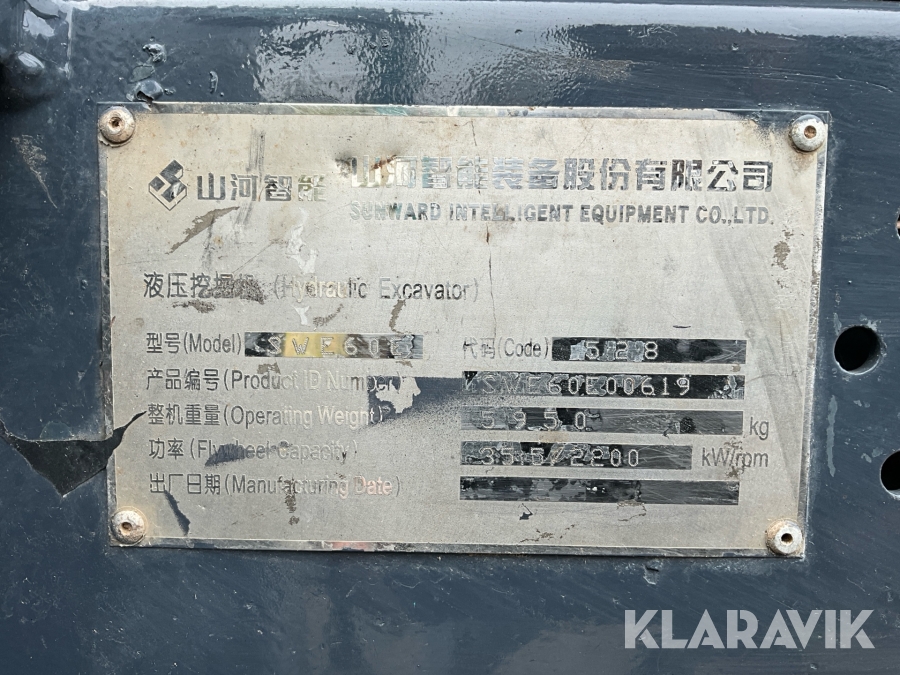 山河智能 山河智能装备股份有限公司
SUNWARD INTELLIGENT EQUIPMENT CO.,LTD.
液压挖掘机 (Hydraulic Excavator)
型号(Model) SWE60E 代码(Code) 528
产品编号(Product ID Number) SWE60E00619
整机重量(Operating Weight) 5950 kg
功率(Flywheel Capacity) 35.5/2200 kW/rpm
出厂日期(Manufacturing Date)
KLARAVIK